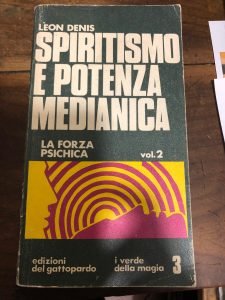 LEON DENIS
SPIRITISMO
E POTENZA
MEDIANICA
LA FORZA
PSICHICA vol.2
edizioni i verde
del gattopardo della magia 3